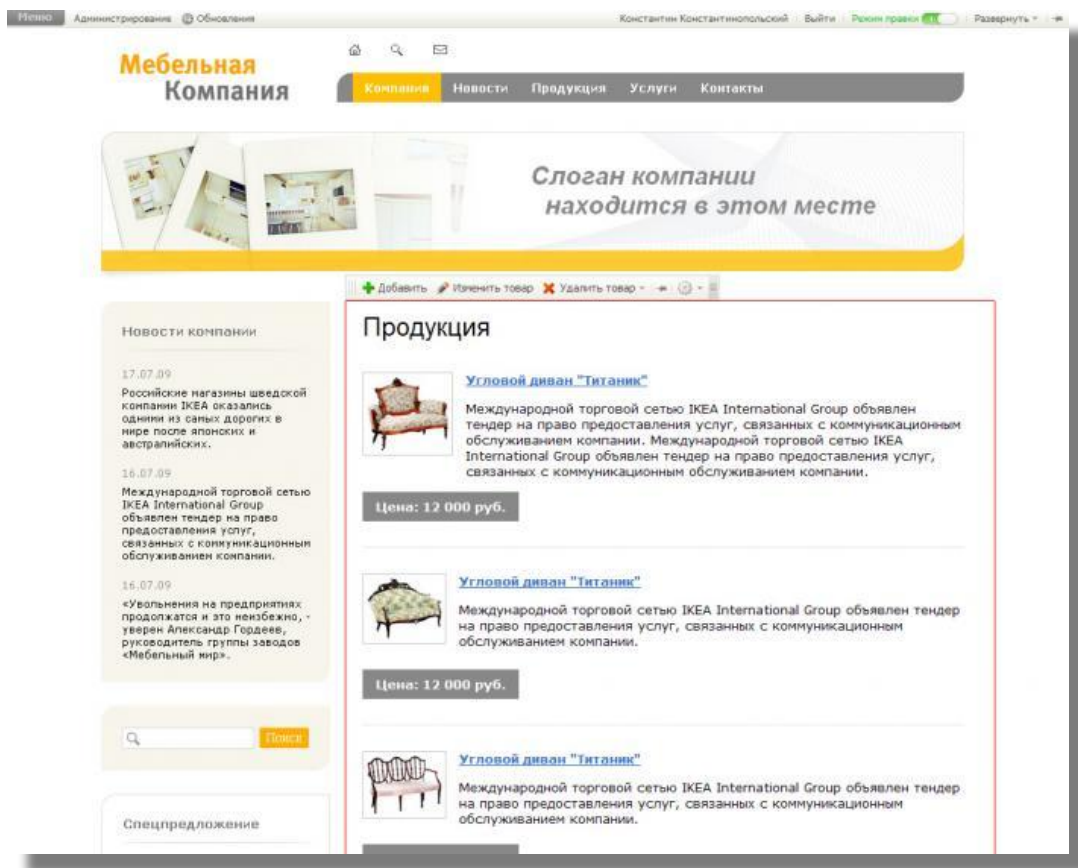 Меню Администрирование Обновления Константин Константинопольский Выйти Режим правки Развернуть
Мебельная
Компания
Компания Новости Продукция Услуги Контакты
Слоган компании
находится в этом месте
Добавить Изменить товар Удалить товар
Новости компании
17.07.09
Российские магазины шведской
компании IKEA оказались
одними из самых дорогих в
мире после японских и
австралийских.
16.07.09
Международной торговой сетью
IKEA International Group
объявлен тендер на право
предоставления услуг,
связанных с коммуникационным
обслуживанием компании.
16.07.09
«Увольнения на предприятиях
продолжатся и это неизбежно, -
уверен Александр Гордеев,
руководитель группы заводов
«Мебельный мир».
Поиск
Спецпредложение
Продукция
Угловой диван "Титаник"
Международной торговой сетью IKEA International Group объявлен
тендер на право предоставления услуг, связанных с коммуникационным
обслуживанием компании. Международной торговой сетью IKEA
International Group объявлен тендер на право предоставления услуг,
связанных с коммуникационным обслуживанием компании.
Цена: 12 000 руб.
Угловой диван "Титаник"
Международной торговой сетью IKEA International Group объявлен тендер
на право предоставления услуг, связанных с коммуникационным
обслуживанием компании.
Цена: 12 000 руб.
Угловой диван "Титаник"
Международной торговой сетью IKEA International Group объявлен тендер
на право предоставления услуг, связанных с коммуникационным
обслуживанием компании.